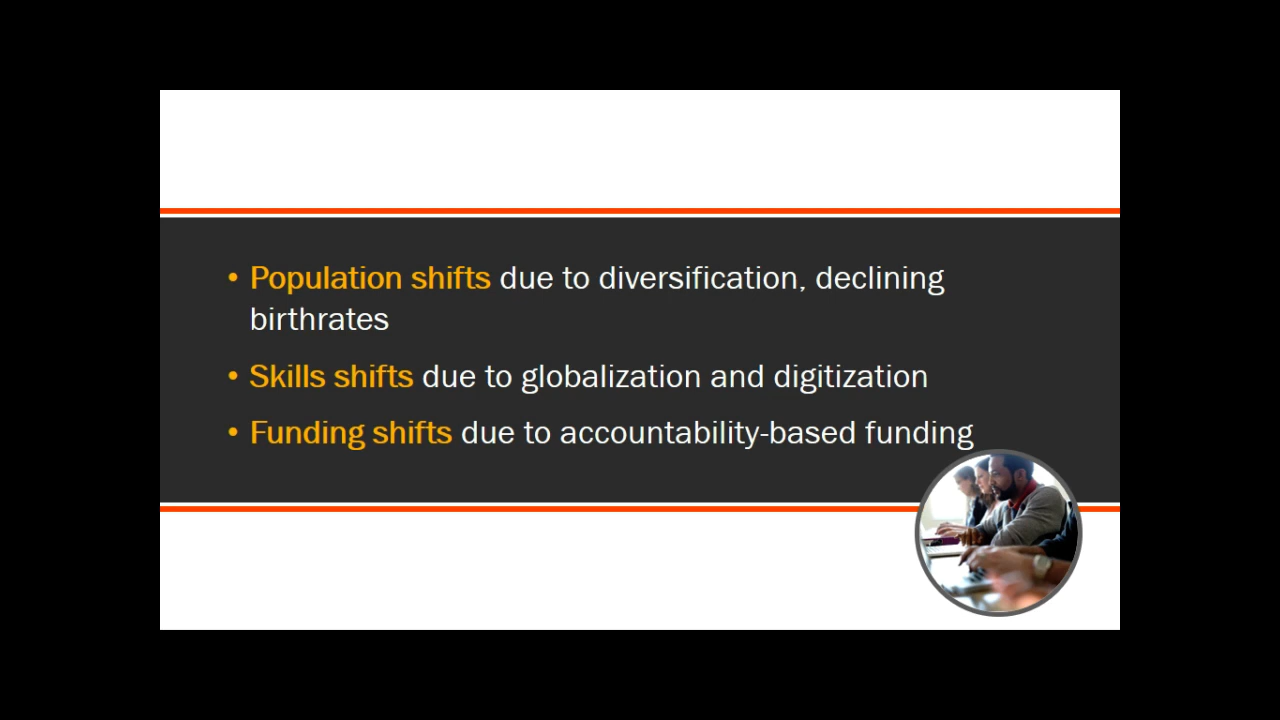 • Population shifts due to diversification, declining
birthrates
• Skills shifts due to globalization and digitization
• Funding shifts due to accountability-based funding